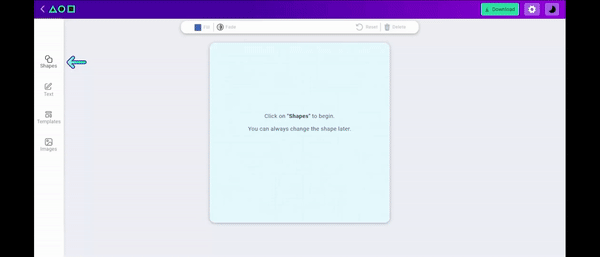 Download
Fill
Fade
Reset
Delete
Shapes
Text
Templates
Images
Click on "Shapes" to begin.
You can always change the shape later.